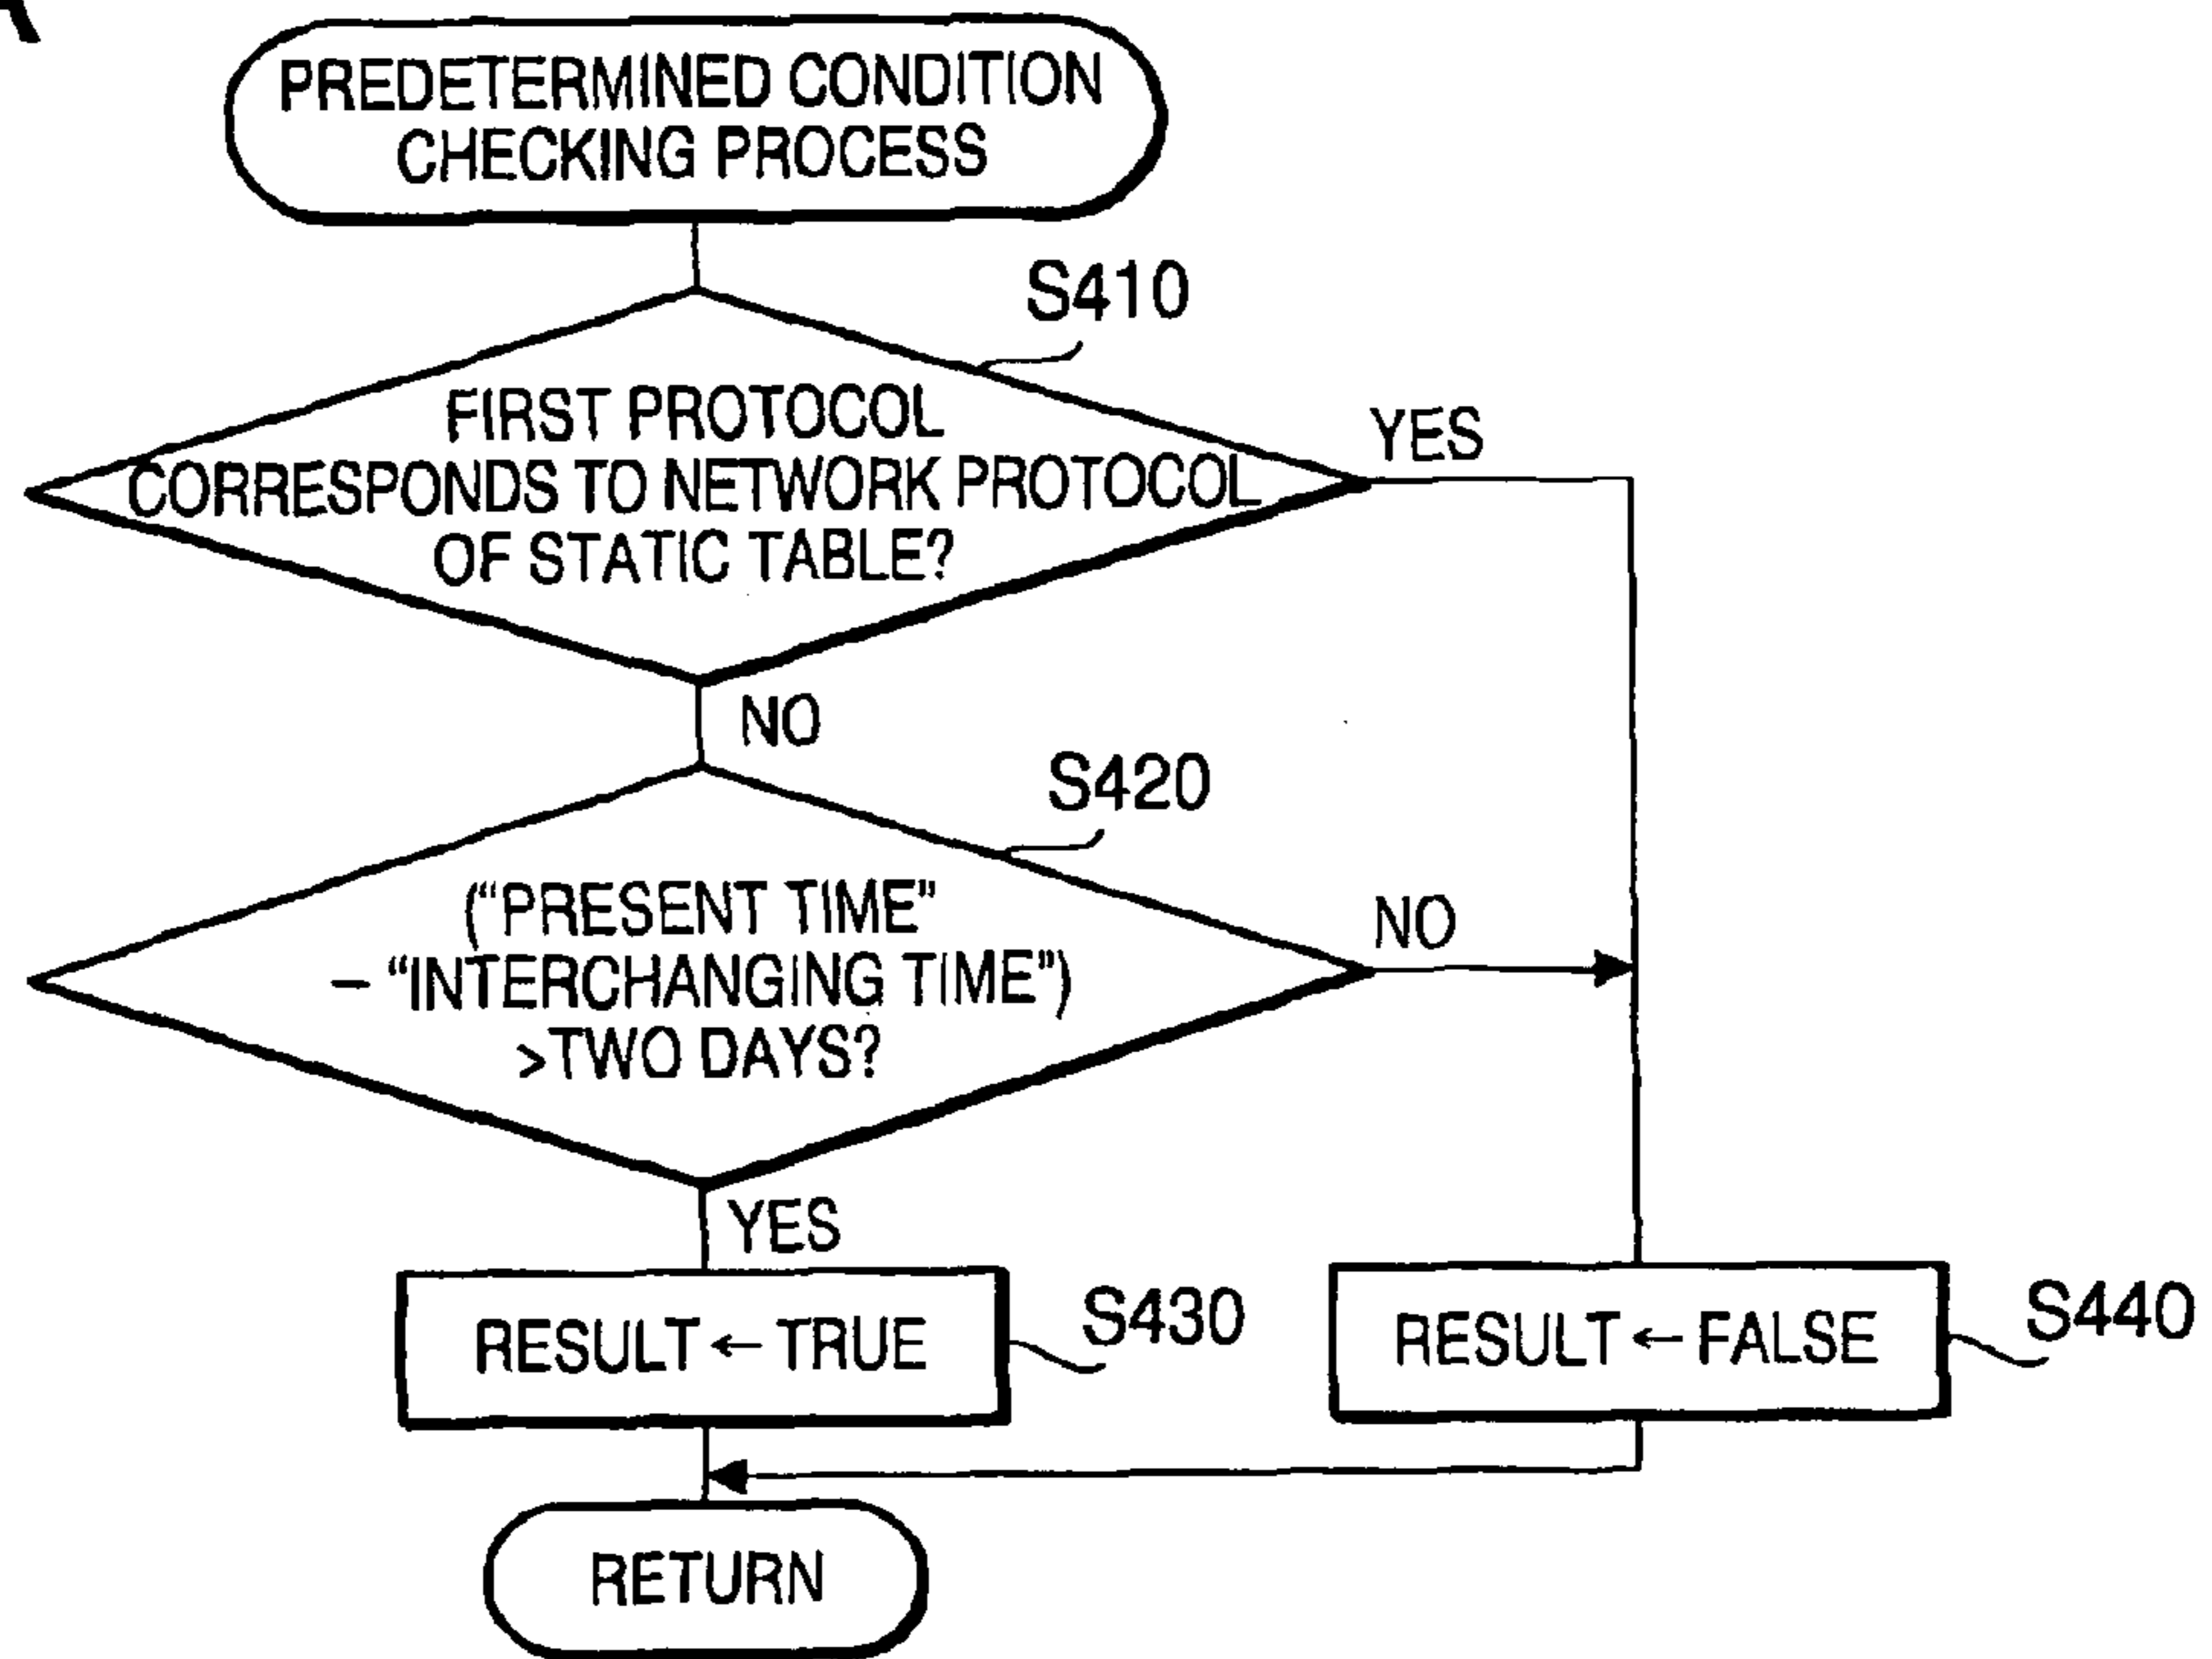 PREDETERMINED CONDITION
CHECKING PROCESS
S410
FIRST PROTOCOL
CORRESPONDS TO NETWORK PROTOCOL
OF STATIC TABLE?
YES
NO
S420
(“PRESENT TIME”
– “INTERCHANGING TIME”)
>TWO DAYS?
NO
YES
RESULT ← TRUE
S430
RESULT ← FALSE
S440
RETURN